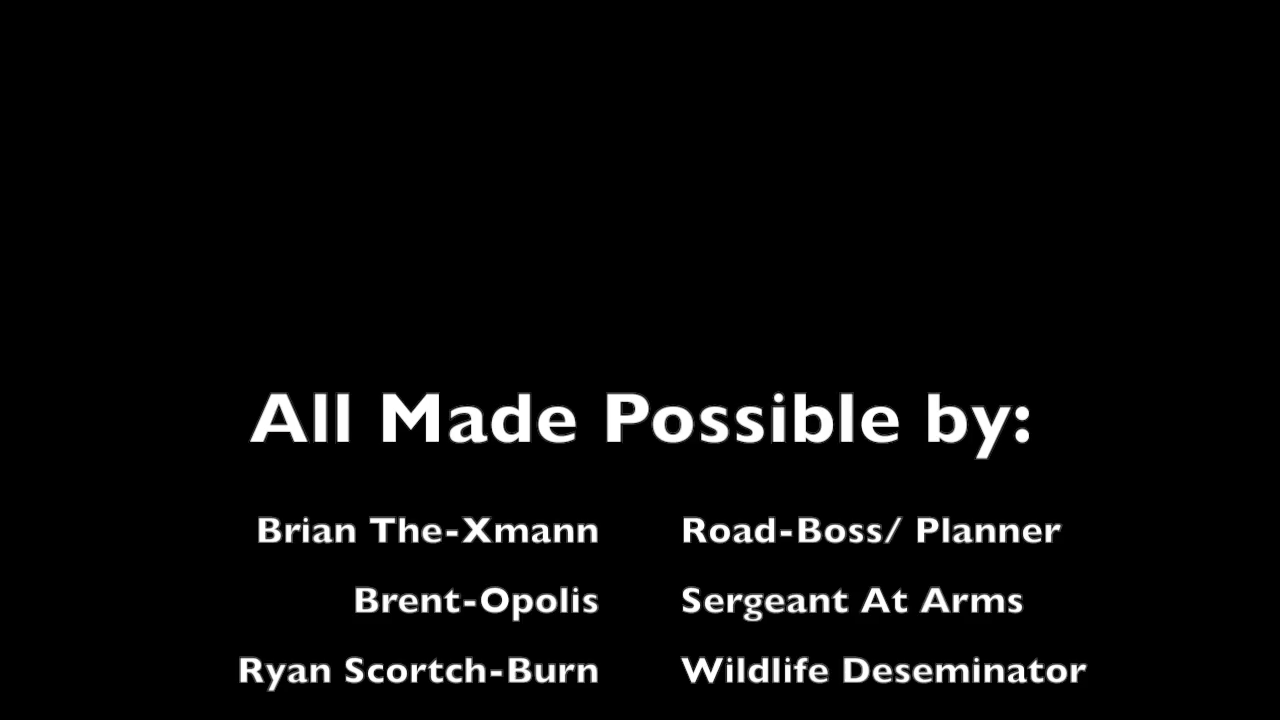 All Made Possible by:
Brian The-Xmann Road-Boss/ Planner
Brent-Opolis Sergeant At Arms
Ryan Scortch-Burn Wildlife Deseminator